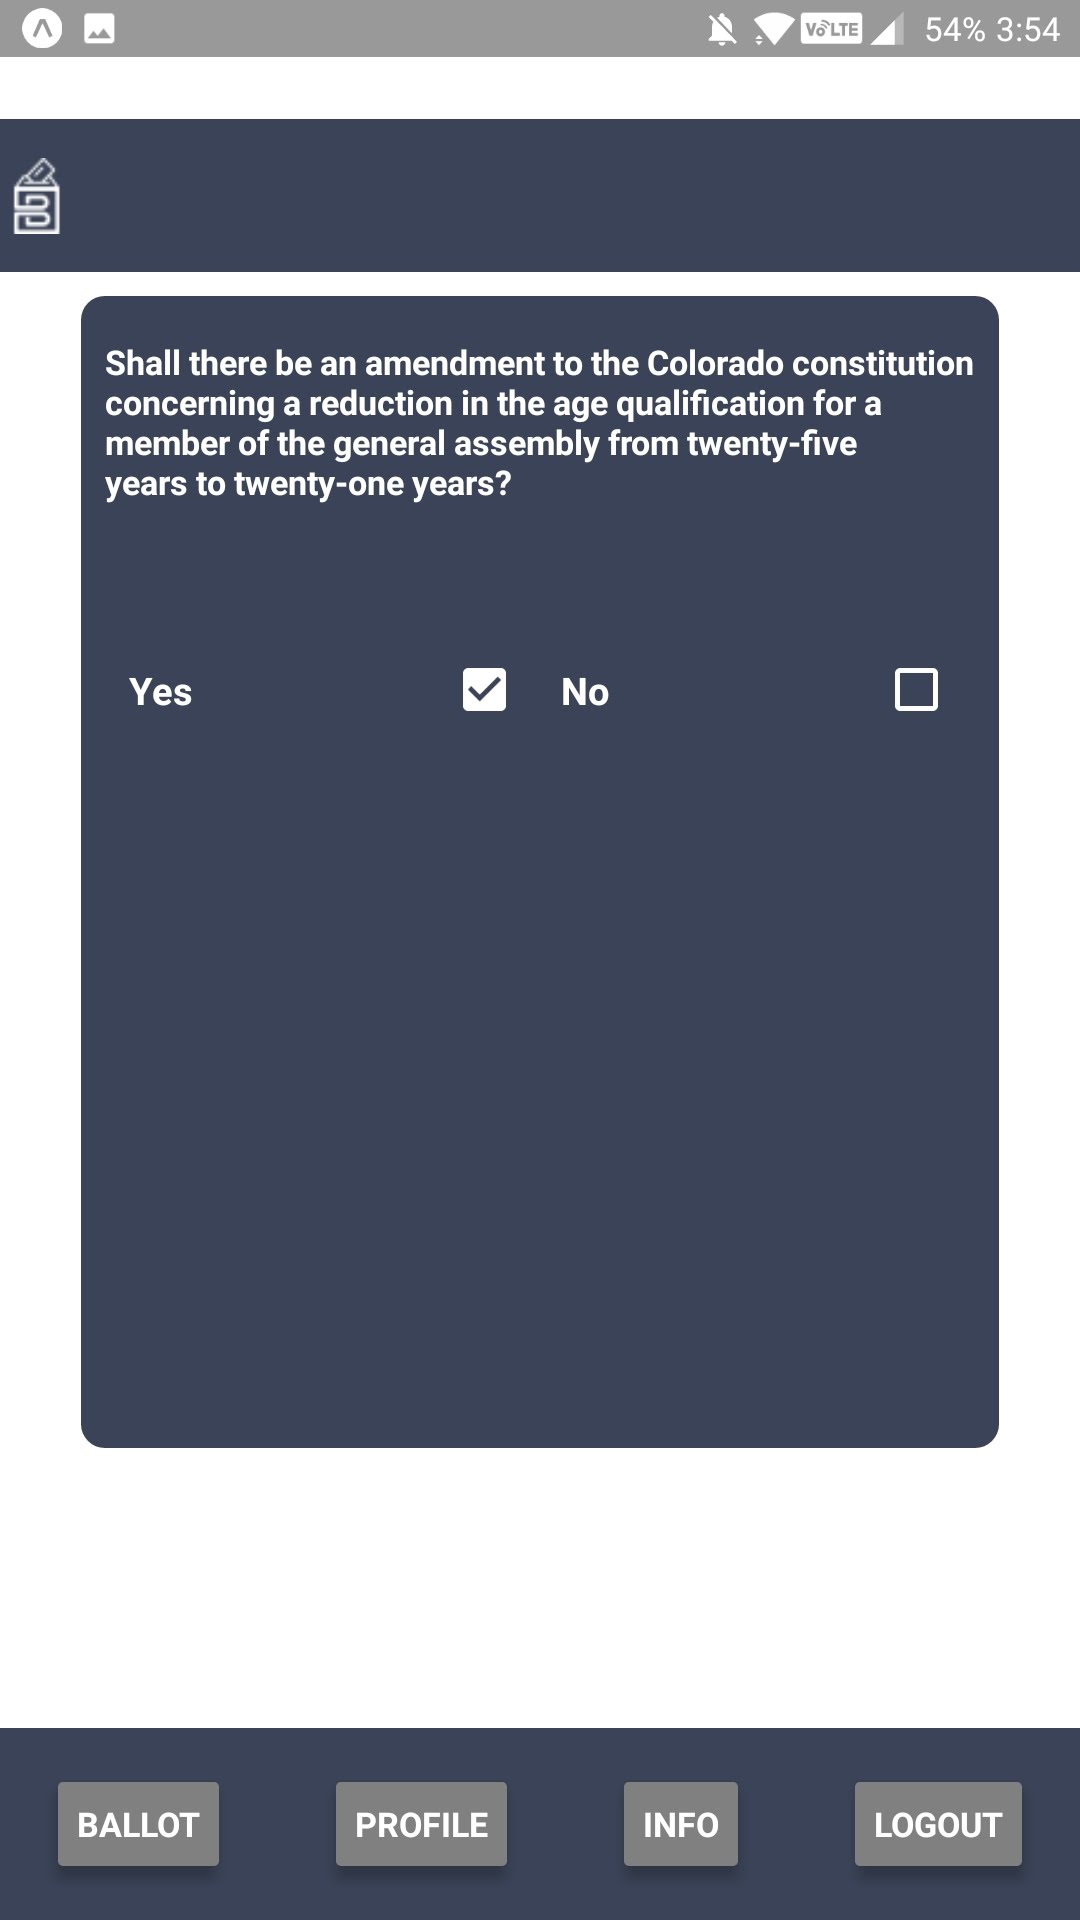 VoLTE 54% 3:54
Shall there be an amendment to the Colorado constitution
concerning a reduction in the age qualification for a
member of the general assembly from twenty-five
years to twenty-one years?
Yes No
BALLOT PROFILE INFO LOGOUT